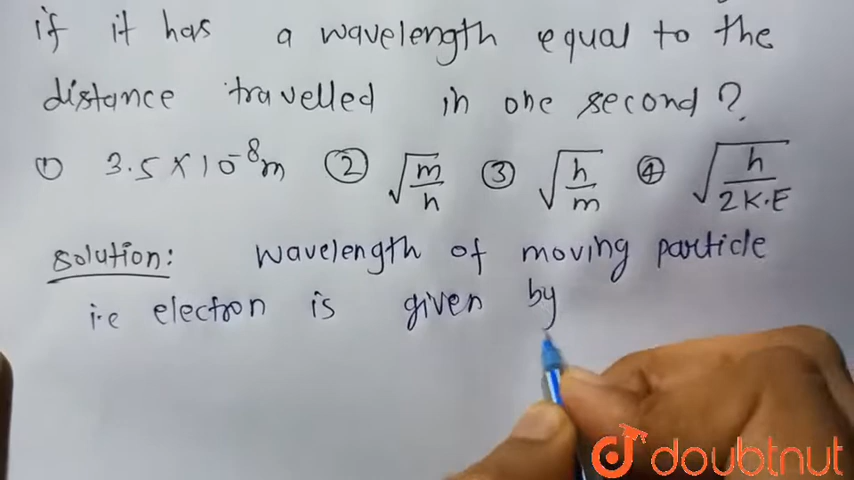 if it has a wavelength equal to the
distance travelled in one second?
① 3.5×10⁻⁸m ② √m/h ③ √h/m ④ √h/2K.E
Solution: wavelength of moving particle
i.e electron is given by
doubtnut